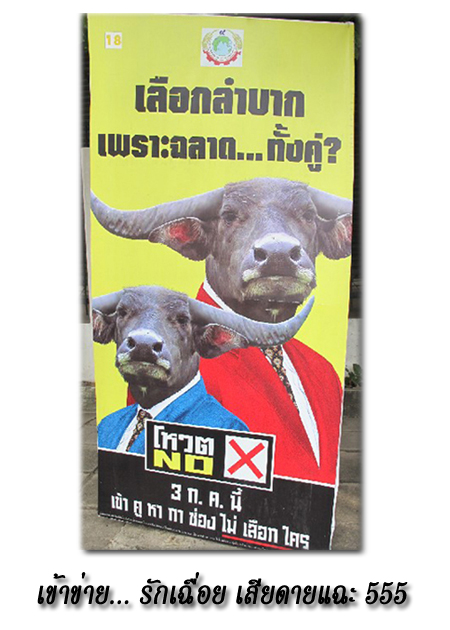 18
เลือกลำบาก
เพราะฉลาด...ทั้งคู่?
โหวต
NO
3 ก. ค. นี้
เข้า คู หา กา ช่อง ไม่ เลือก ใคร
เข้าข่าย... รักเฉื่อย เสียดายแฉะ 555